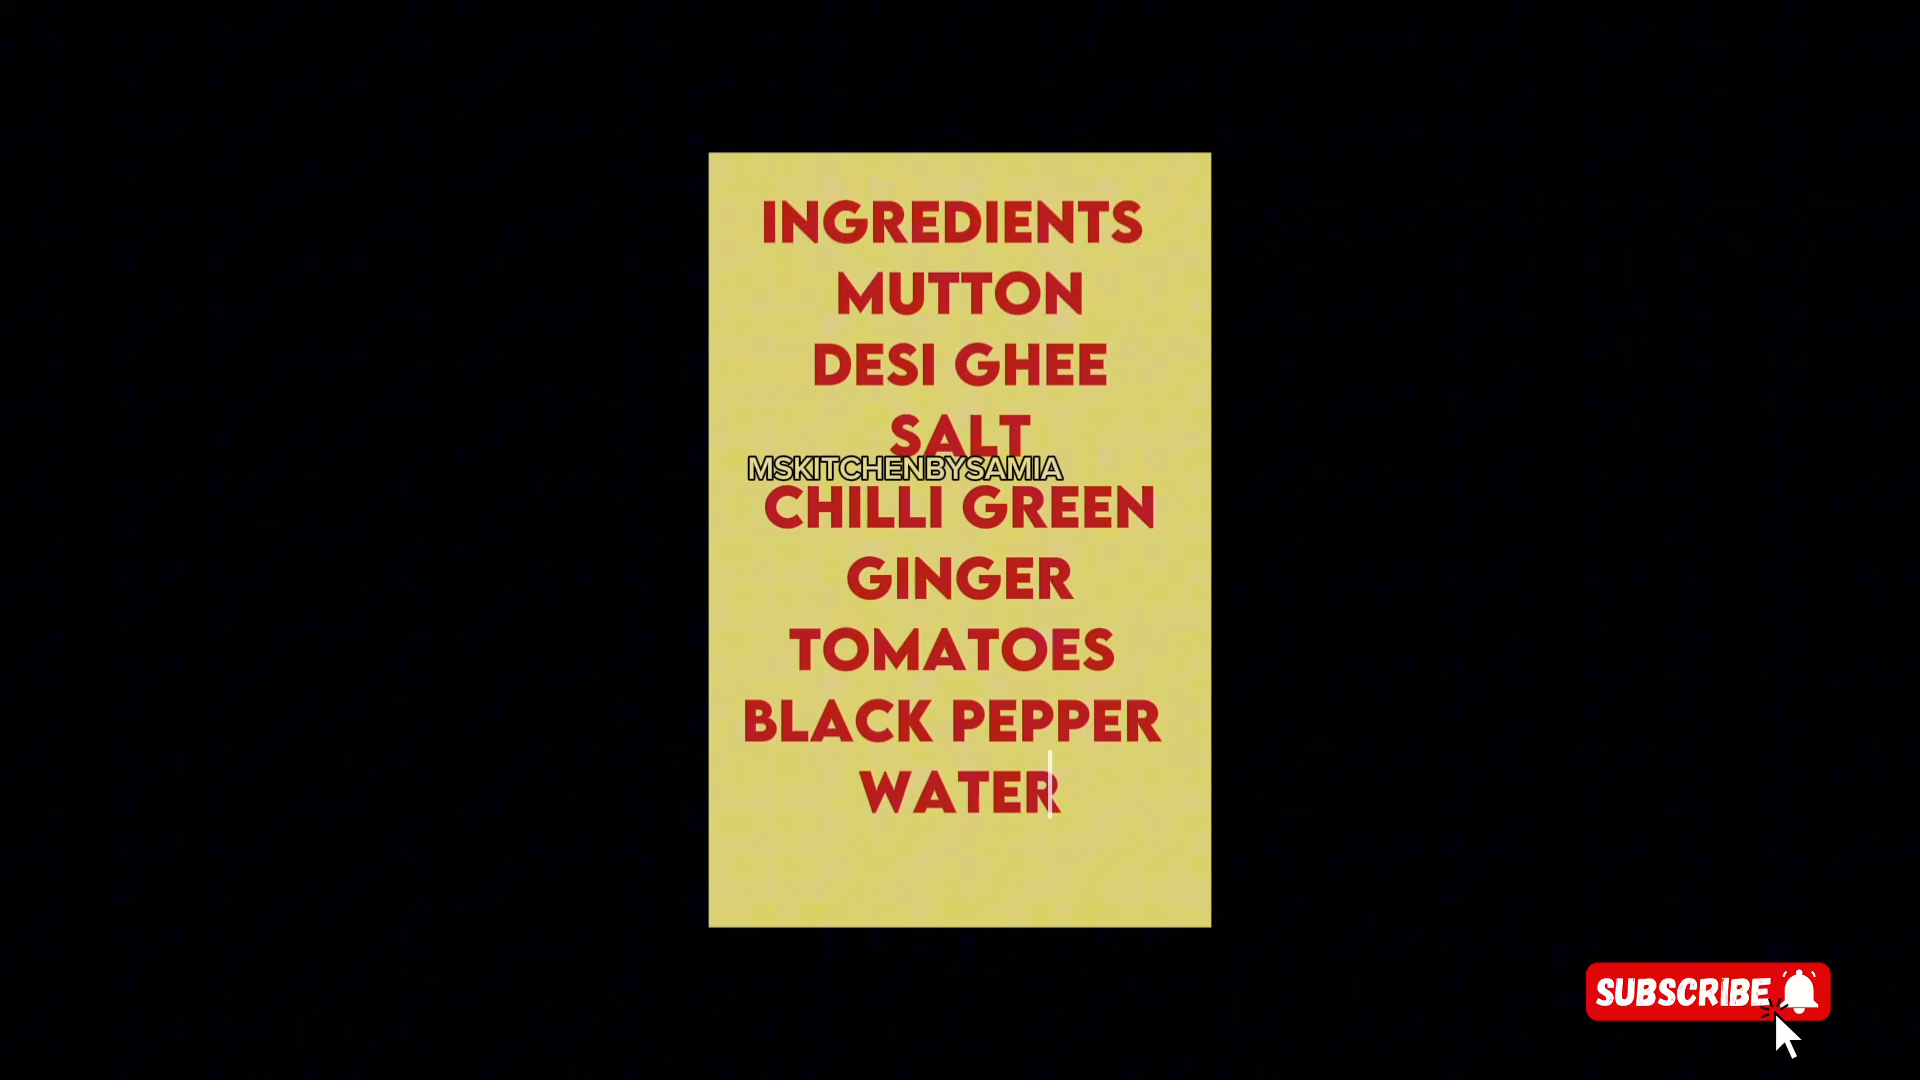 INGREDIENTS
MUTTON
DESI GHEE
SALT
MSKITCHENBYSAMIA
CHILLI GREEN
GINGER
TOMATOES
BLACK PEPPER
WATER
SUBSCRIBE